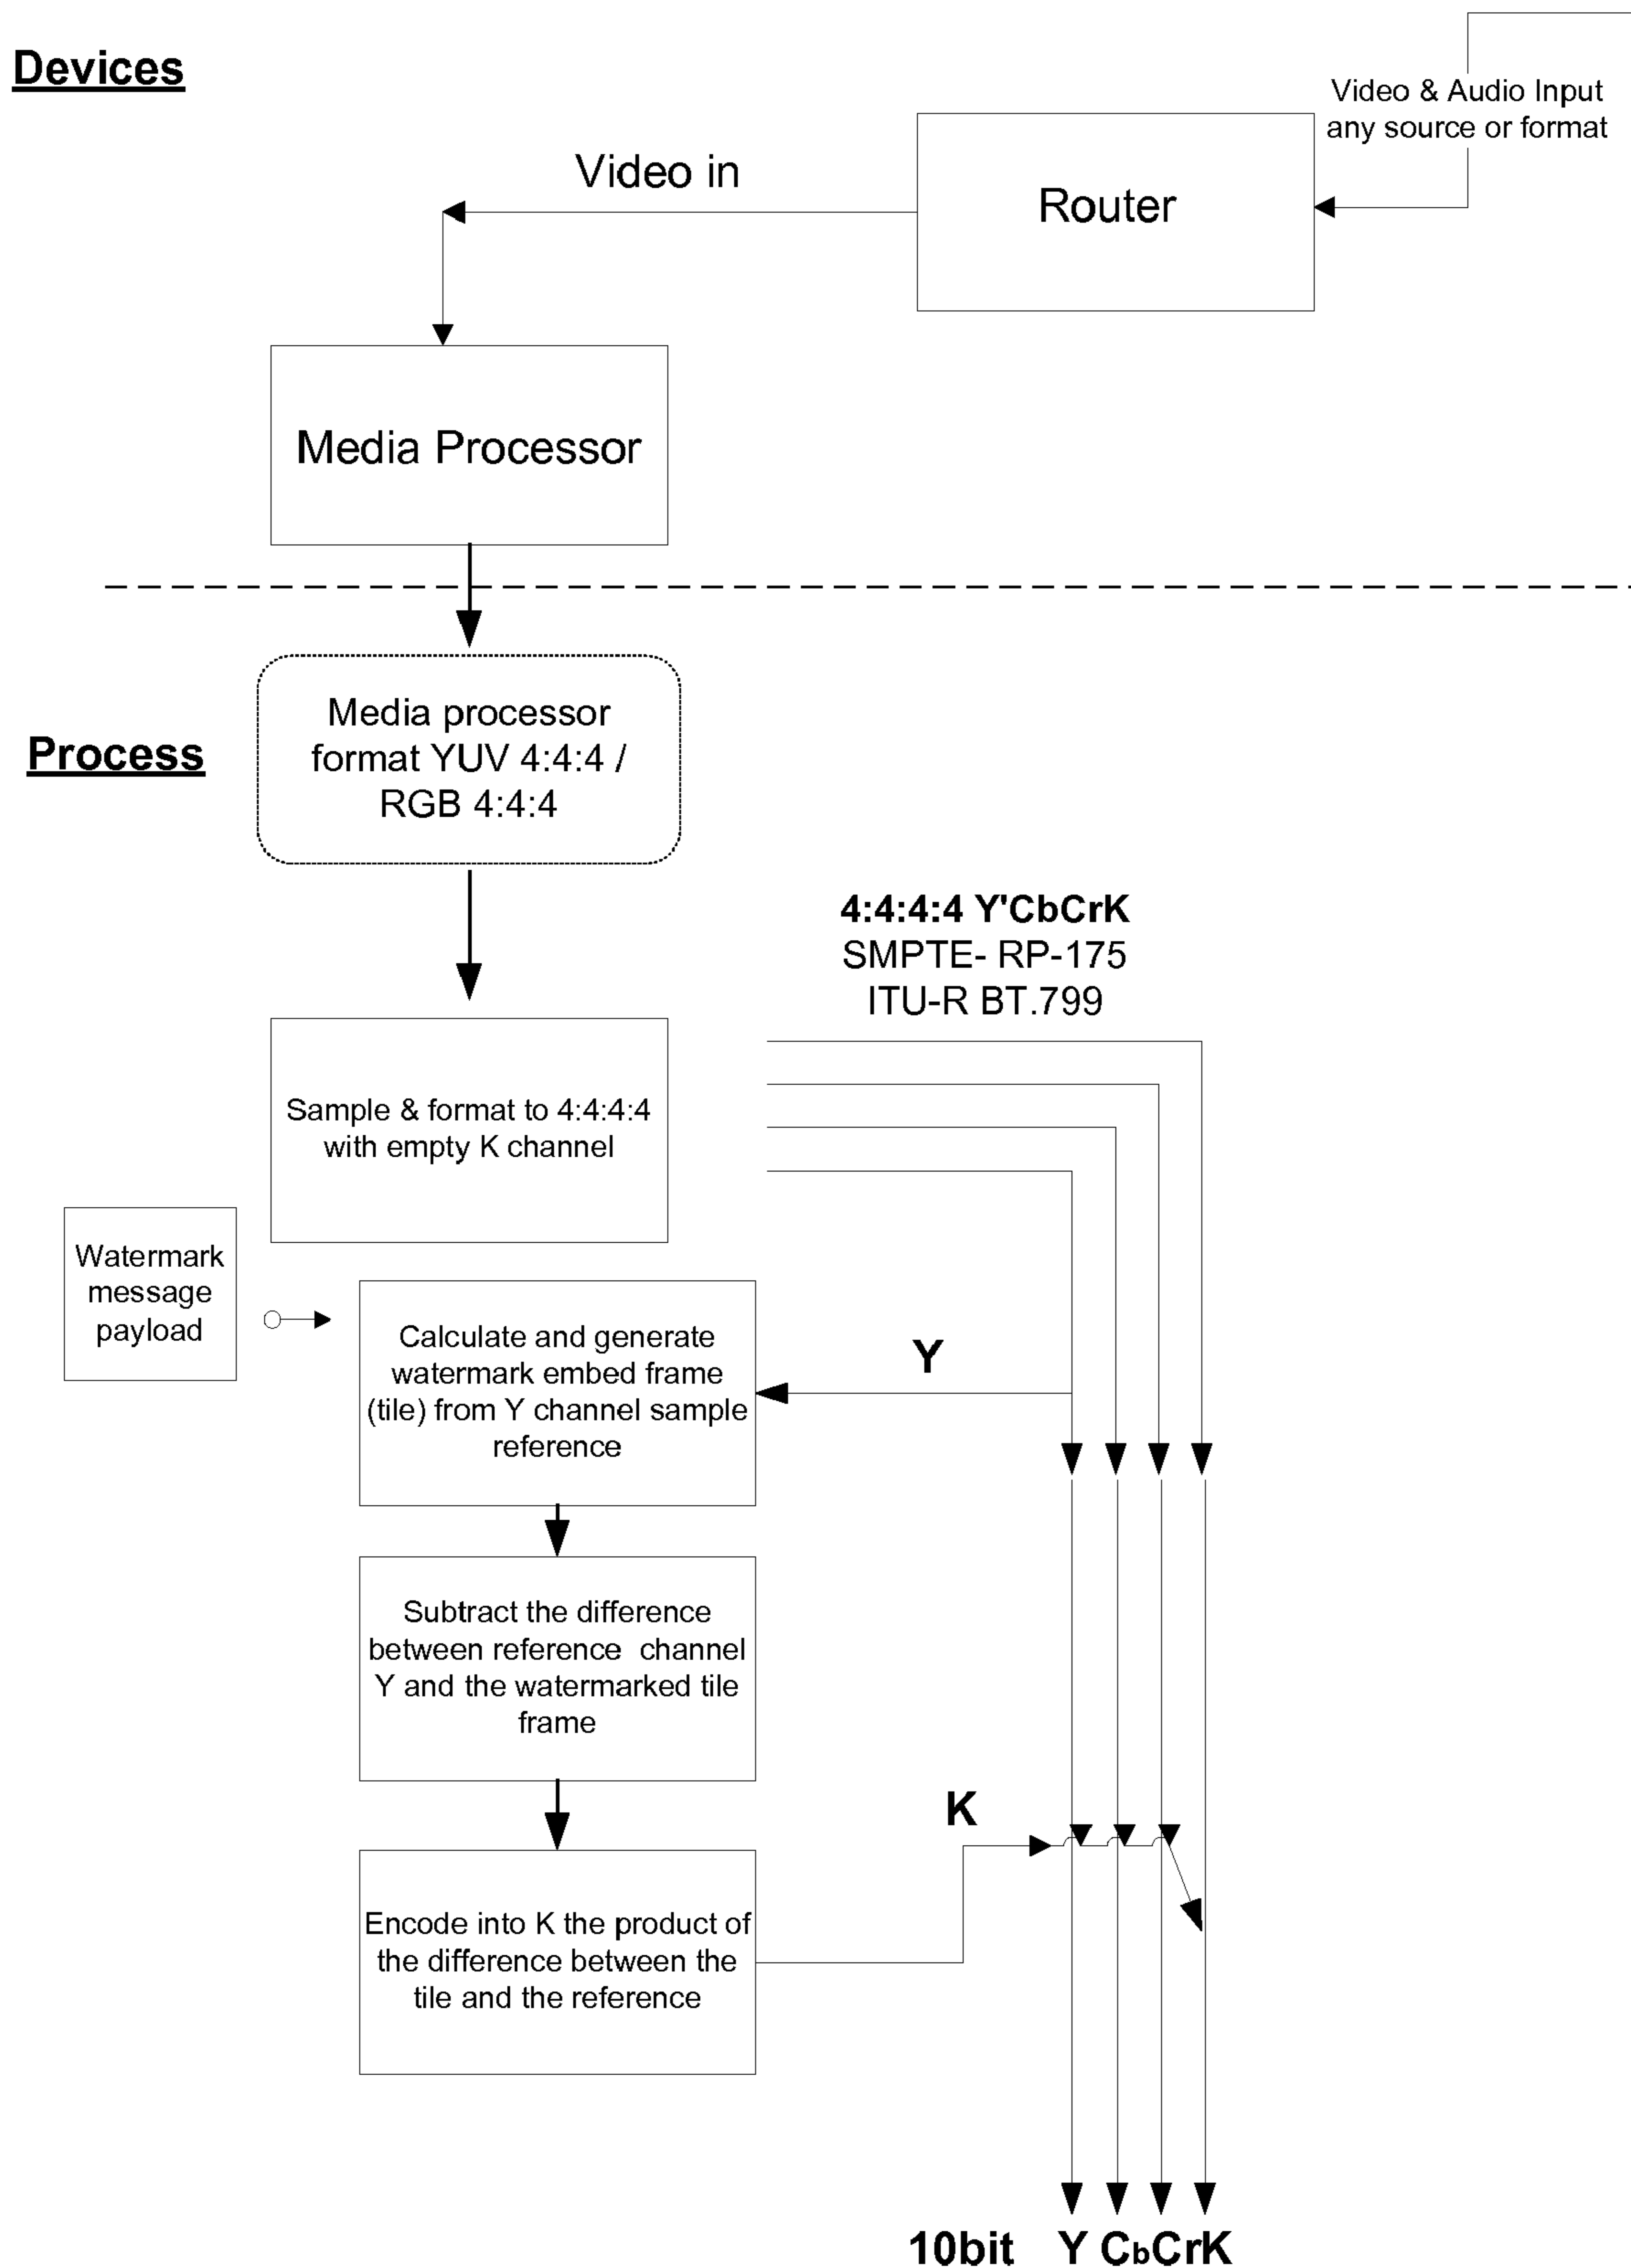 Devices
Video & Audio Input
any source or format
Video in
Router
Media Processor
Process
Media processor
format YUV 4:4:4 /
RGB 4:4:4
4:4:4:4 Y'CbCrK
SMPTE- RP-175
ITU-R BT.799
Sample & format to 4:4:4:4
with empty K channel
Watermark
message
payload
Calculate and generate
watermark embed frame
(tile) from Y channel sample
reference
Y
Subtract the difference
between reference channel
Y and the watermarked tile
frame
K
Encode into K the product of
the difference between the
tile and the reference
10bit Y CbCrK